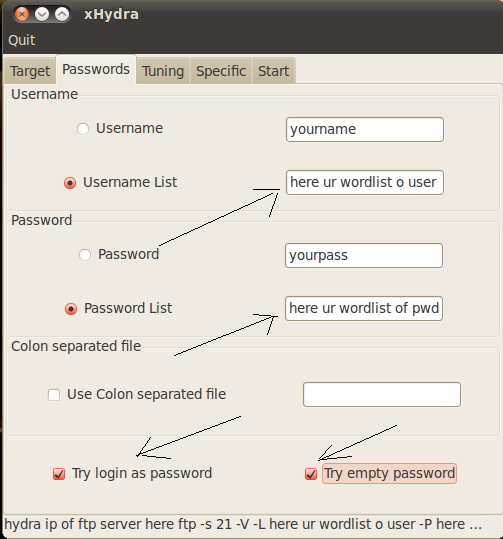 xHydra
Quit
Target Passwords Tuning Specific Start
Username
Username yourname
Username List here ur wordlist o user
Password
Password yourpass
Password List here ur wordlist of pwd
Colon separated file
Use Colon separated file
Try login as password Try empty password
hydra ip of ftp server here ftp -s 21 -V -L here ur wordlist o user -P here ...